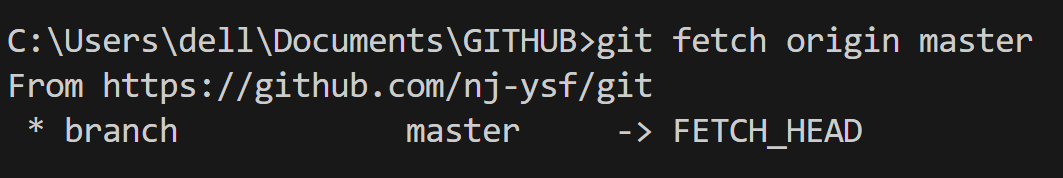 C:\Users\dell\Documents\GITHUB>git fetch origin master
From https://github.com/nj-ysf/git
 * branch            master     -> FETCH_HEAD